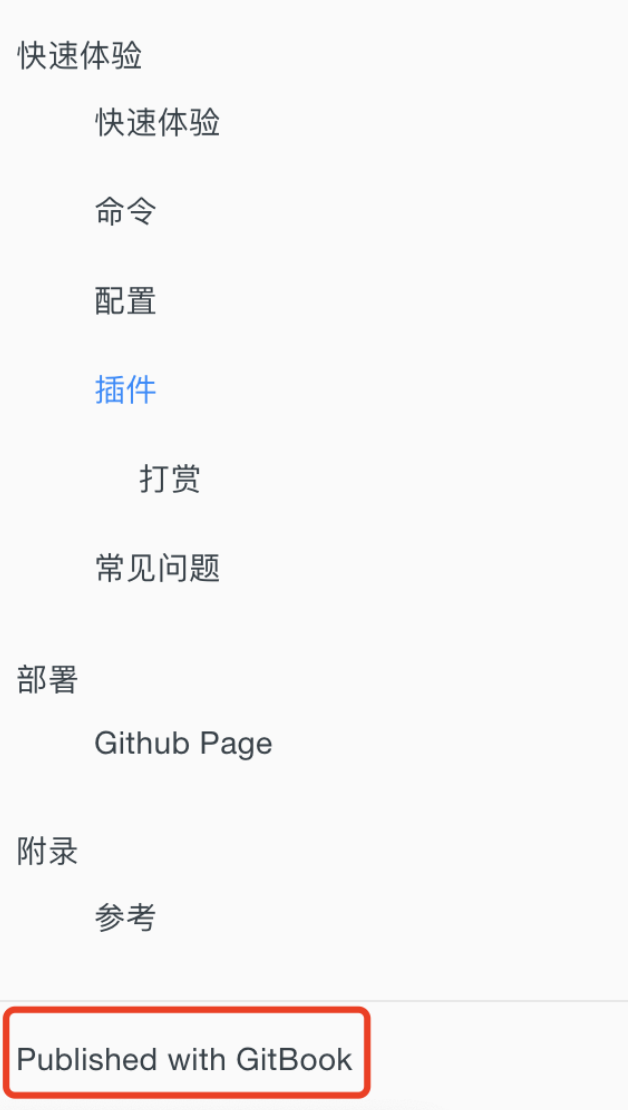 快速体验
快速体验
命令
配置
插件
打赏
常见问题
部署
Github Page
附录
参考
Published with GitBook